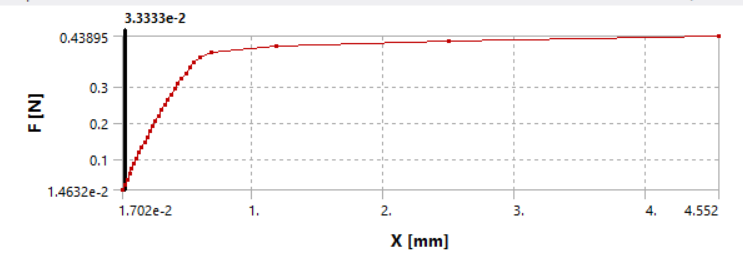 3.3333e-2
0.43895
0.3
0.2
0.1
1.4632e-2
F [N]
1.702e-2 1. 2. 3. 4. 4.552
X [mm]